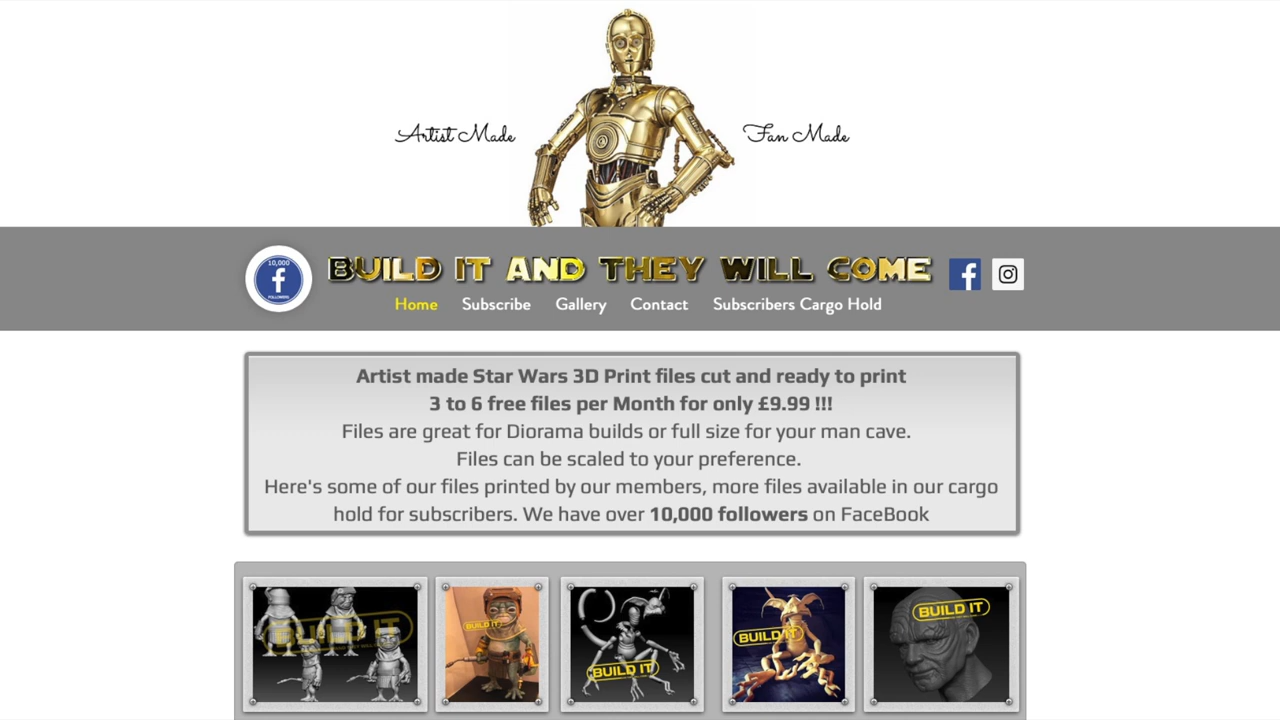 Artist Made
Fan Made
10,000
FOLLOWERS
BUILD IT AND THEY WILL COME
Home Subscribe Gallery Contact Subscribers Cargo Hold
Artist made Star Wars 3D Print files cut and ready to print
3 to 6 free files per Month for only £9.99 !!!
Files are great for Diorama builds or full size for your man cave.
Files can be scaled to your preference.
Here's some of our files printed by our members, more files available in our cargo
hold for subscribers. We have over 10,000 followers on FaceBook
BUILD IT
BUILD IT
BUILD IT
BUILD IT
BUILD IT